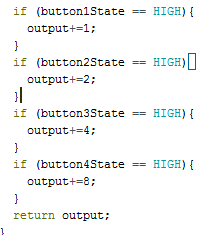 if (button1State == HIGH){
output+=1;
}
if (button2State == HIGH){
output+=2;
}
if (button3State == HIGH){
output+=4;
}
if (button4State == HIGH){
output+=8;
}
return output;
}